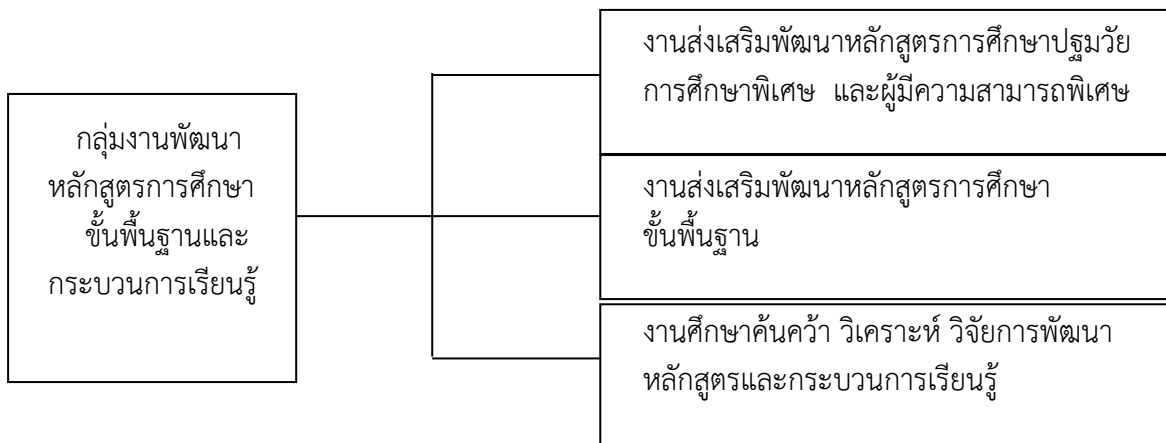 กลุ่มงานพัฒนา
หลักสูตรการศึกษา
ขั้นพื้นฐานและ
กระบวนการเรียนรู้
งานส่งเสริมพัฒนาหลักสูตรการศึกษาปฐมวัย
การศึกษาพิเศษ และผู้มีความสามารถพิเศษ
งานส่งเสริมพัฒนาหลักสูตรการศึกษา
ขั้นพื้นฐาน
งานศึกษาค้นคว้า วิเคราะห์ วิจัยการพัฒนา
หลักสูตรและกระบวนการเรียนรู้